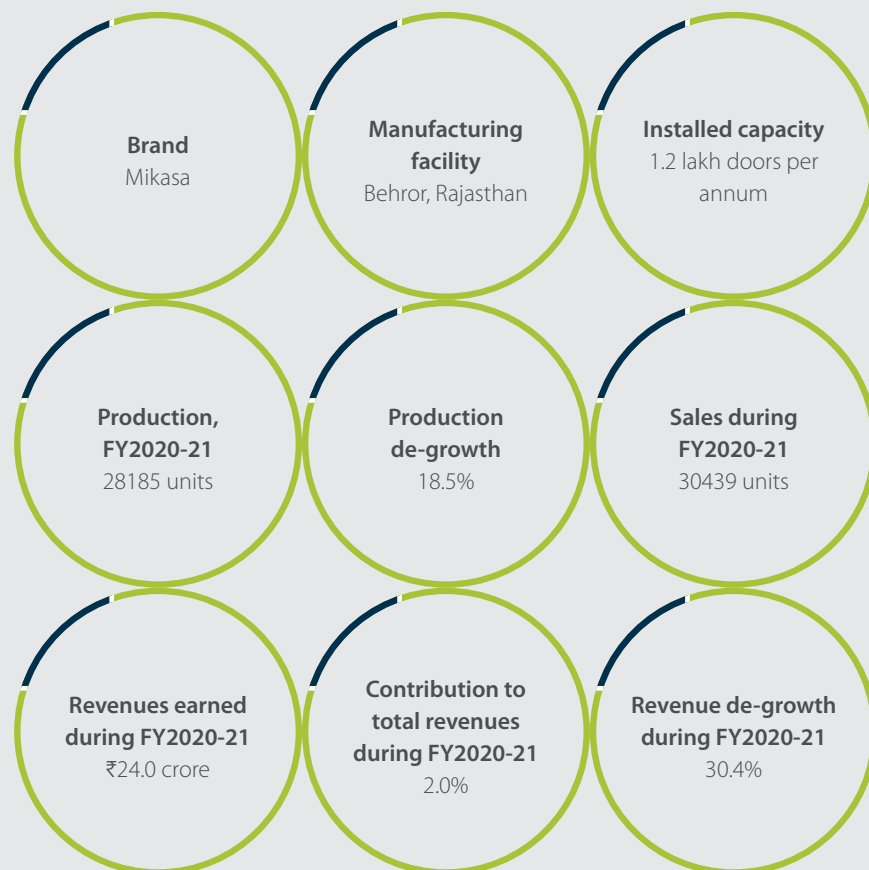 Brand
Mikasa
Manufacturing
facility
Behror, Rajasthan
Installed capacity
1.2 lakh doors per
annum
Production,
FY2020-21
28185 units
Production
de-growth
18.5%
Sales during
FY2020-21
30439 units
Revenues earned
during FY2020-21
₹24.0 crore
Contribution to
total revenues
during FY2020-21
2.0%
Revenue de-growth
during FY2020-21
30.4%